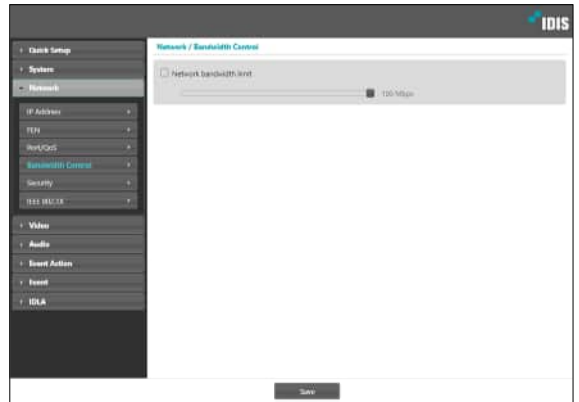 IDIS
Quick Setup
System
Network
IP Address
FEN
Port/QoS
Bandwidth Control
Security
IEEE 802.1X
Video
Audio
Event Action
Event
IDLA
Network / Bandwidth Control
Network bandwidth limit
100 Mbps
Save